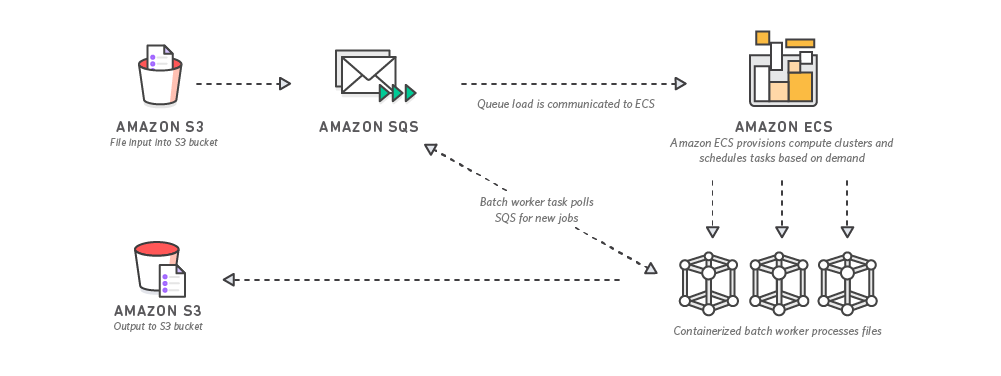 Queue load is communicated to ECS
AMAZON S3
File input into S3 bucket
AMAZON SQS
AMAZON ECS
Amazon ECS provisions compute clusters and
schedules tasks based on demand
Batch worker task polls
SQS for new jobs
AMAZON S3
Output to S3 bucket
Containerized batch worker processes files